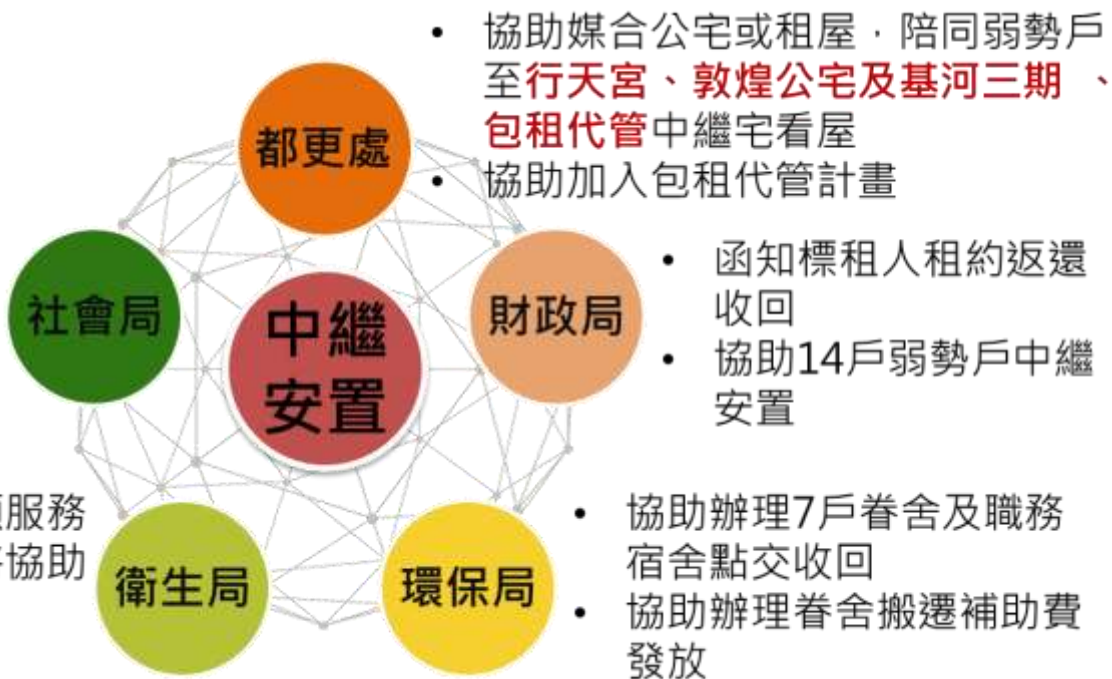 • 協助媒合公宅或租屋，陪同弱勢戶
至行天宮、敦煌公宅及基河三期 、
包租代管中繼宅看屋
• 協助加入包租代管計畫
都更處
社會局
中繼
安置
財政局
• 函知標租人租約返還
收回
• 協助14戶弱勢戶中繼
安置
服務
協助
衛生局
環保局
• 協助辦理7戶眷舍及職務
宿舍點交收回
• 協助辦理眷舍搬遷補助費
發放